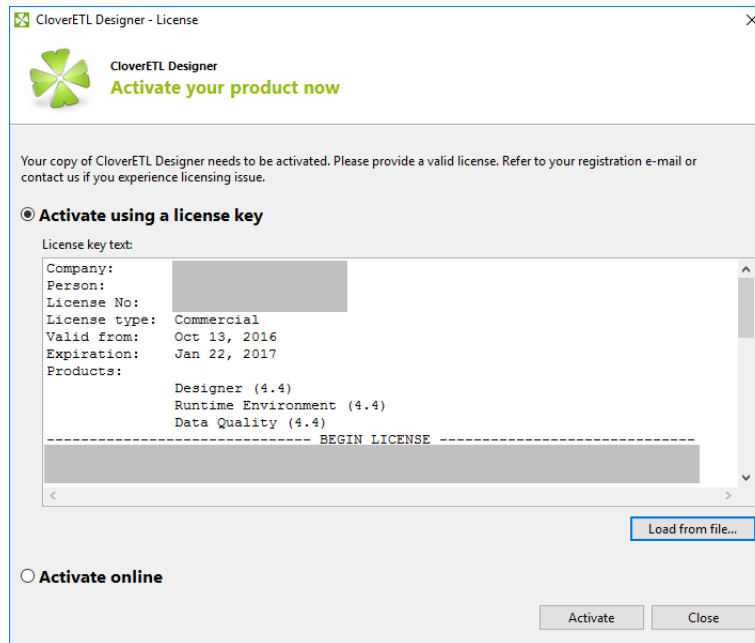 CloverETL Designer - License
CloverETL Designer
Activate your product now
Your copy of CloverETL Designer needs to be activated. Please provide a valid license. Refer to your registration e-mail or
contact us if you experience licensing issue.
Activate using a license key
License key text:
Company:
Person:
License No:
License type: Commercial
Valid from: Oct 13, 2016
Expiration: Jan 22, 2017
Products:
Designer (4.4)
Runtime Environment (4.4)
Data Quality (4.4)
------------------------------- BEGIN LICENSE ------------------------------
Load from file...
Activate online
Activate Close